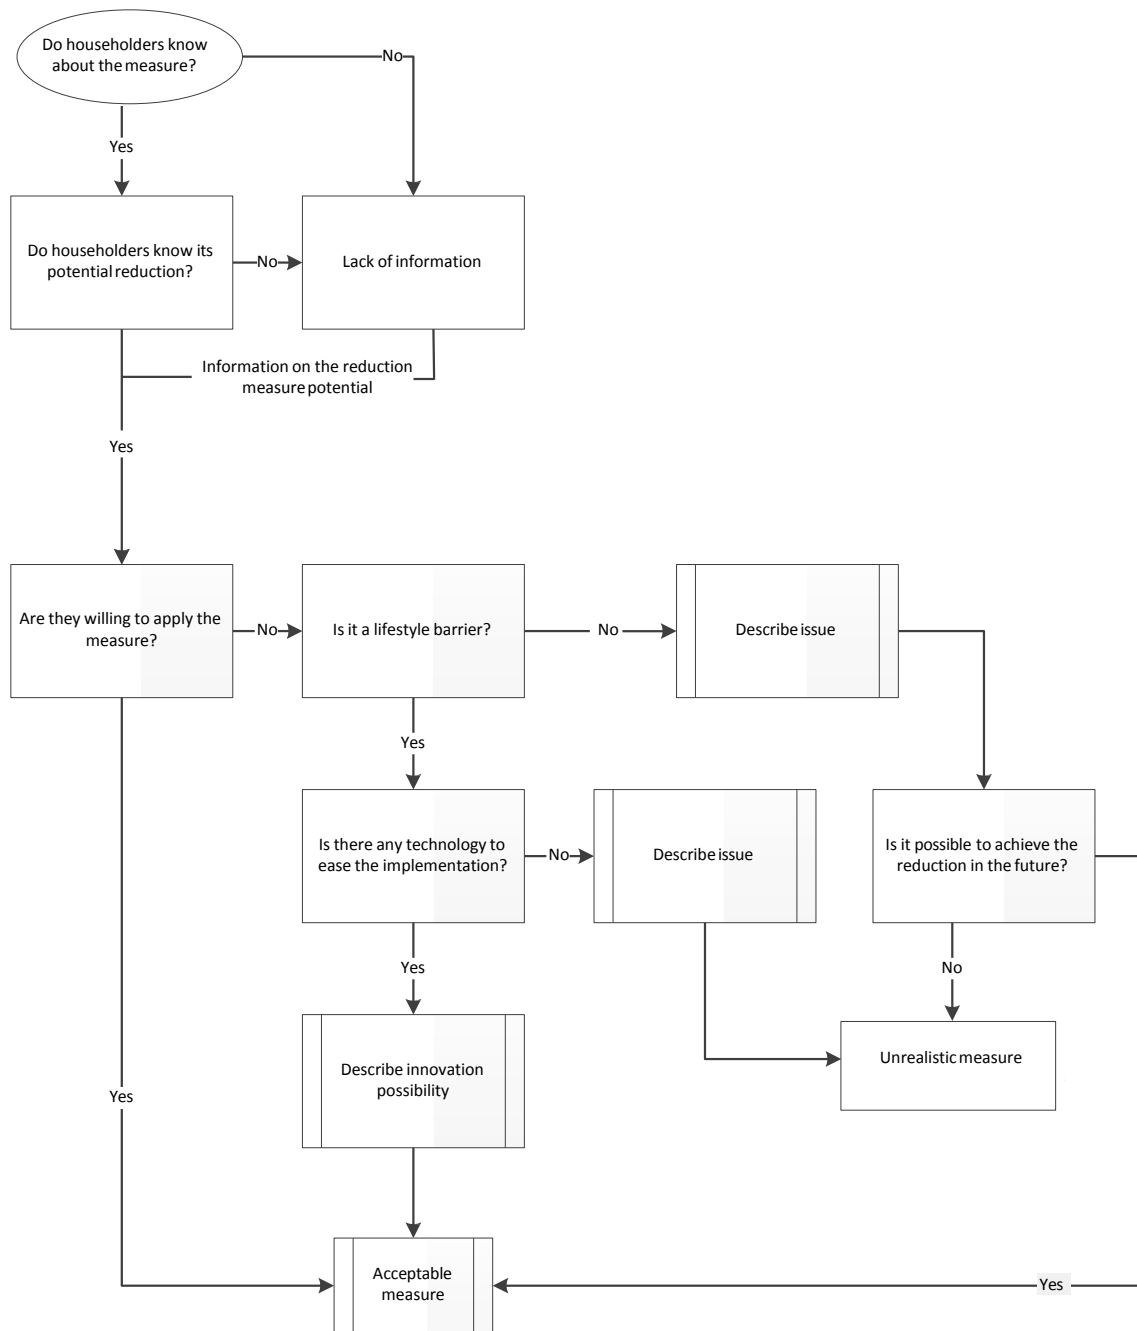 Do householders know
about the measure?
No
Yes
Do householders know its
potential reduction?
No
Lack of information
Information on the reduction
measure potential
Yes
Are they willing to apply the
measure?
No
Is it a lifestyle barrier?
No
Describe issue
Yes
Is there any technology to
ease the implementation?
No
Describe issue
Is it possible to achieve the
reduction in the future?
Yes
No
Describe innovation
possibility
Unrealistic measure
Yes
Acceptable
measure
Yes